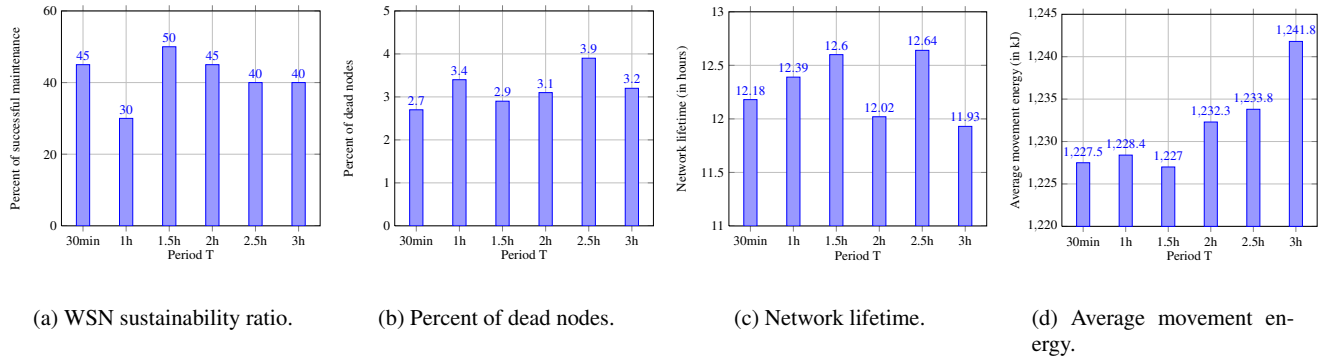 Percent of successful maintenance
60
40
20
0
45
30
50
45
40
40
30min 1h 1.5h 2h 2.5h 3h
Period T
(a) WSN sustainability ratio.
Percent of dead nodes
5
4
3
2
1
0
2.7
3.4
2.9
3.1
3.9
3.2
30min 1h 1.5h 2h 2.5h 3h
Period T
(b) Percent of dead nodes.
Network lifetime (in hours)
13
12.5
12
11.5
11
12.18
12.39
12.6
12.02
12.64
11.93
30min 1h 1.5h 2h 2.5h 3h
Period T
(c) Network lifetime.
Average movement energy (in kJ)
1,245
1,240
1,235
1,230
1,225
1,220
1,227.5
1,228.4
1,227
1,232.3
1,233.8
1,241.8
30min 1h 1.5h 2h 2.5h 3h
Period T
(d) Average movement en-
ergy.